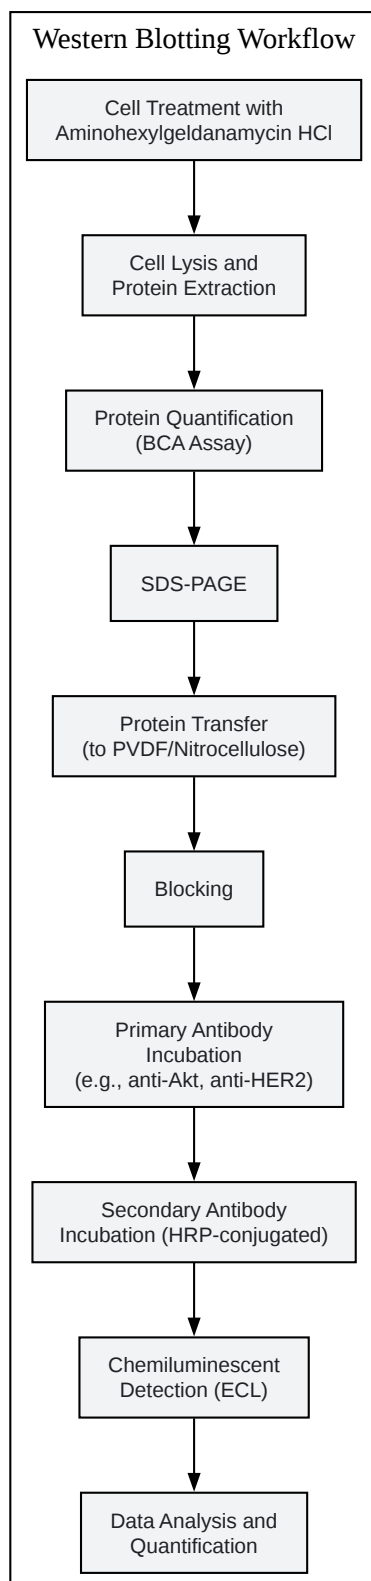 Western Blotting Workflow
Cell Treatment with
Aminohexylgeldanamycin HCl
Cell Lysis and
Protein Extraction
Protein Quantification
(BCA Assay)
SDS-PAGE
Protein Transfer
(to PVDF/Nitrocellulose)
Blocking
Primary Antibody
Incubation
(e.g., anti-Akt, anti-HER2)
Secondary Antibody
Incubation (HRP-conjugated)
Chemiluminescent
Detection (ECL)
Data Analysis and
Quantification